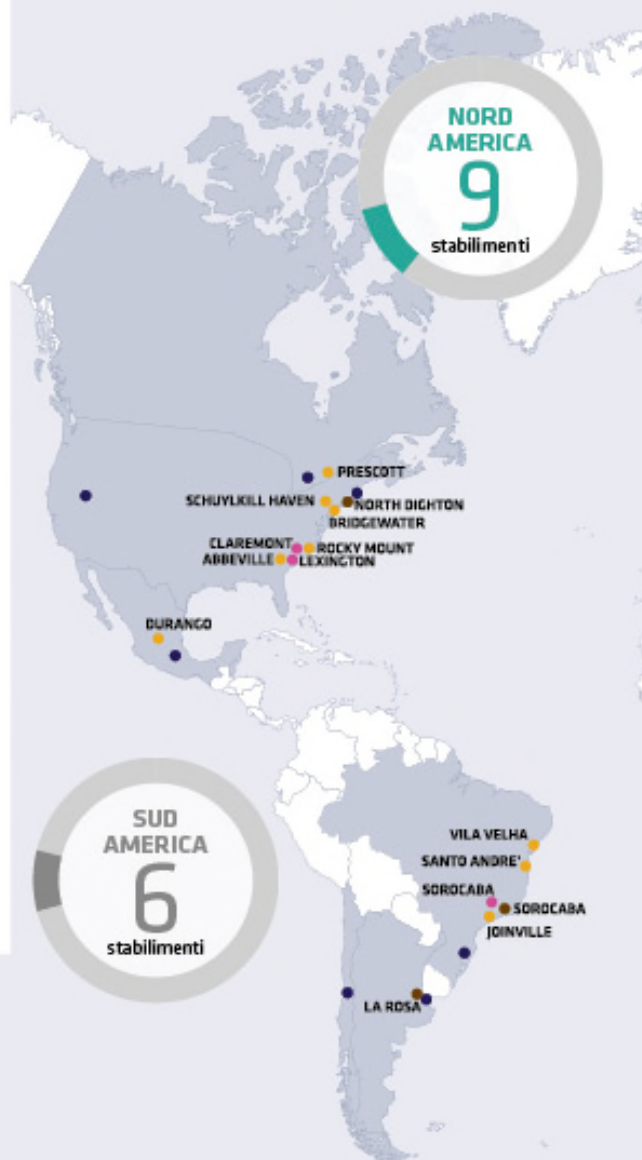 NORD
AMERICA
9
stabilimenti
PRESCOTT
SCHUYLKILL HAVEN
NORTH DIGHTON
BRIDGEWATER
CLAREMONT
ROCKY MOUNT
ABBEVILLE
LEXINGTON
DURANGO
SUD
AMERICA
6
stabilimenti
VILA VELHA
SANTO ANDRE'
SOROCABA
SOROCABA
JOINVILLE
LA ROSA